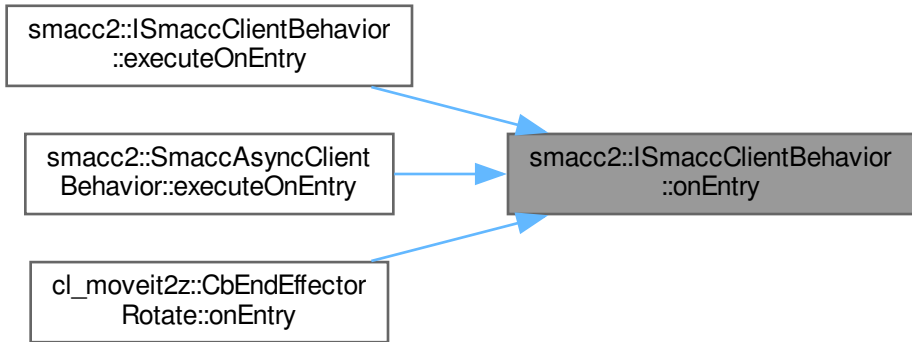 smacc2::ISmaccClientBehavior
::executeOnEntry
smacc2::SmaccAsyncClient
Behavior::executeOnEntry
cl_moveit2z::CbEndEffector
Rotate::onEntry
smacc2::ISmaccClientBehavior
::onEntry